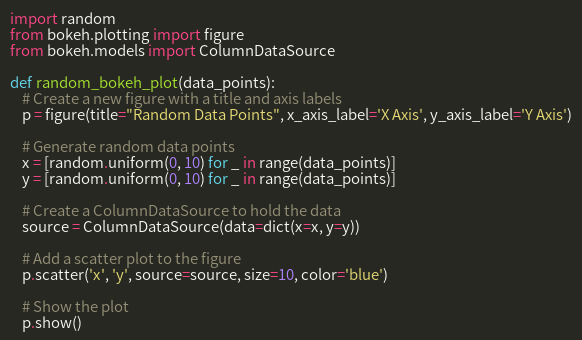 import random
from bokeh.plotting import figure
from bokeh.models import ColumnDataSource

def random_bokeh_plot(data_points):
    # Create a new figure with a title and axis labels
    p = figure(title="Random Data Points", x_axis_label='X Axis', y_axis_label='Y Axis')

    # Generate random data points
    x = [random.uniform(0, 10) for _ in range(data_points)]
    y = [random.uniform(0, 10) for _ in range(data_points)]

    # Create a ColumnDataSource to hold the data
    source = ColumnDataSource(data=dict(x=x, y=y))

    # Add a scatter plot to the figure
    p.scatter('x', 'y', source=source, size=10, color='blue')

    # Show the plot
    p.show()